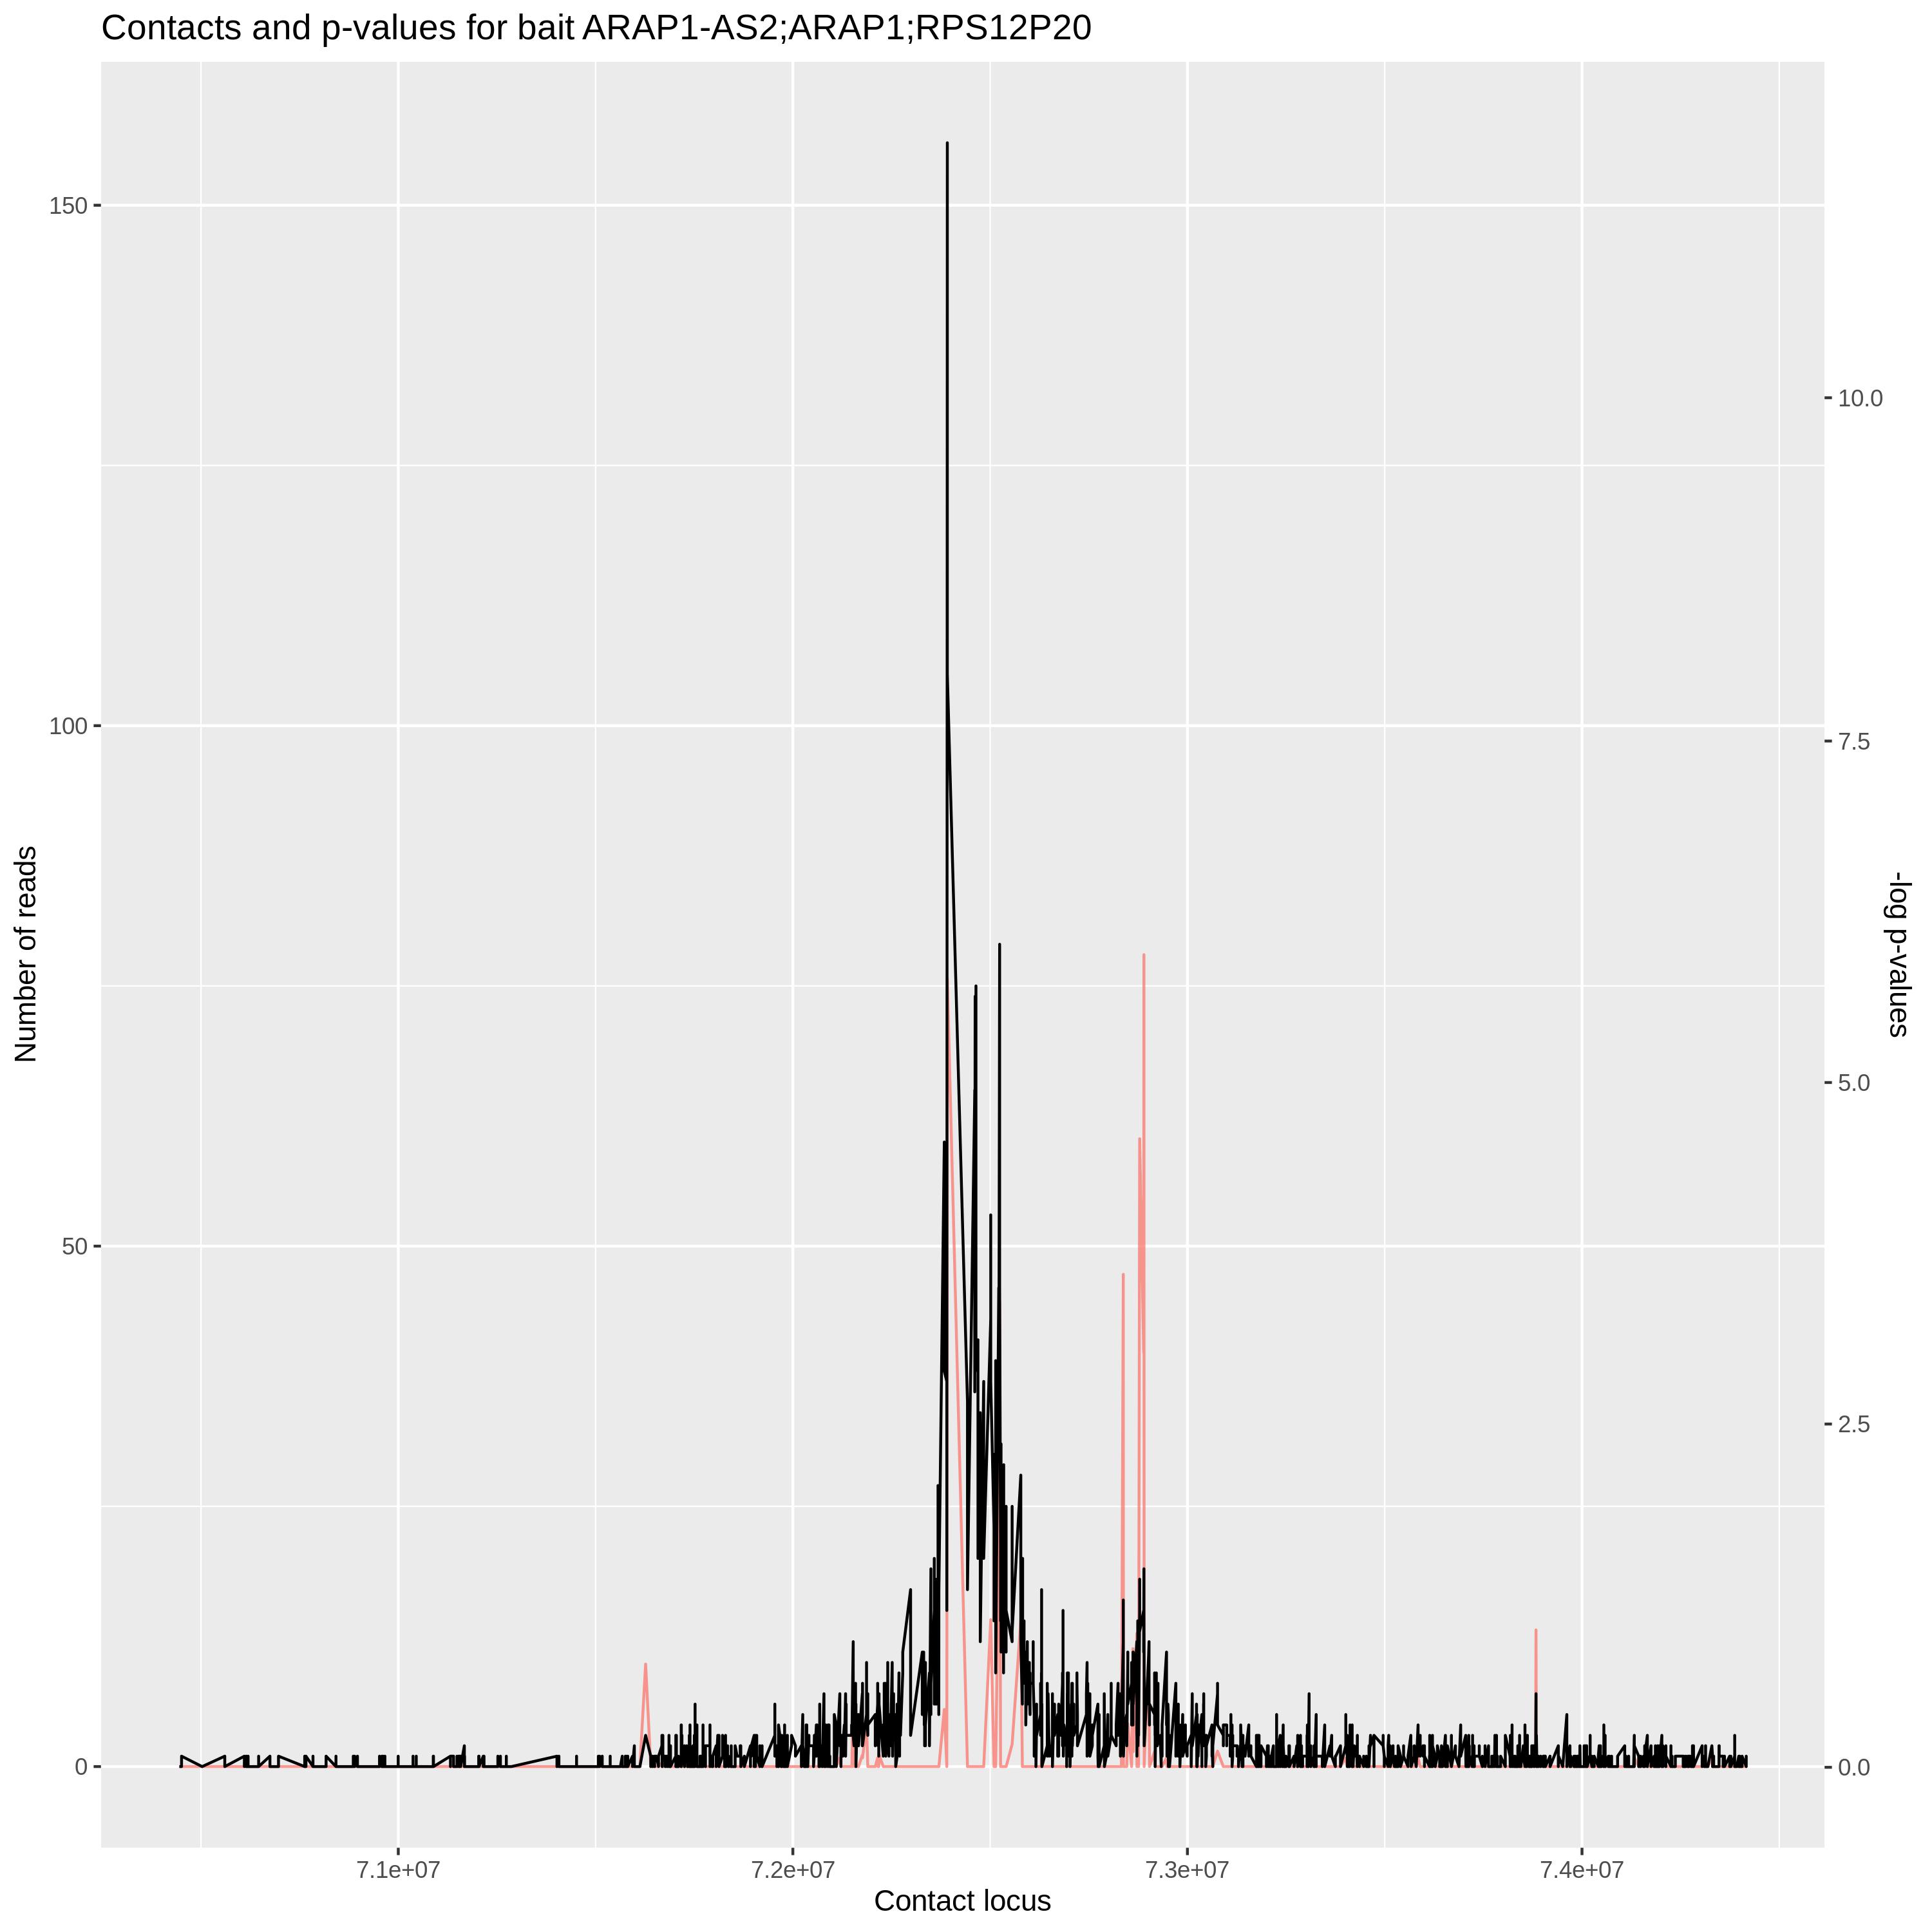 Contacts and p-values for bait ARAP1-AS2;ARAP1;RPS12P20
150
100
50
0
10.0
7.5
5.0
2.5
0.0
Number of reads
-log p-values
7.1e+07
7.2e+07
7.3e+07
7.4e+07
Contact locus